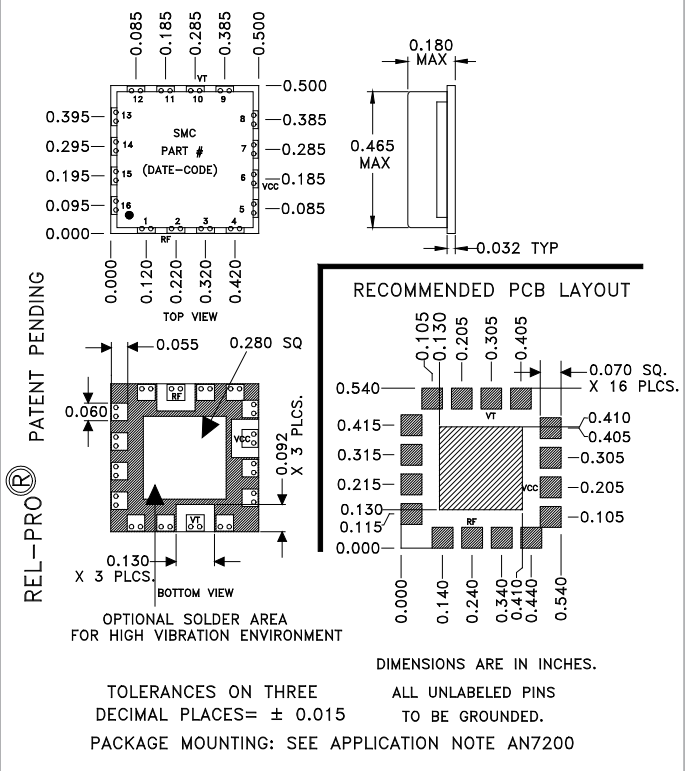 0.085
0.185
0.285
0.385
0.500
VT
12
11
10
9
0.500
0.395
13
8
0.385
0.295
14
SMC
PART #
(DATE-CODE)
7
0.285
0.195
15
6
VCC
0.185
0.095
16
5
0.085
0.000
1
2
3
4
RF
0.000
0.120
0.220
0.320
0.420
TOP VIEW
0.180
MAX
0.465
MAX
0.032 TYP
REL-PRO® PATENT PENDING
0.055
0.280 SQ
0.060
RF
VCC
VT
0.092
X 3 PLCS.
0.130
X 3 PLCS.
BOTTOM VIEW
OPTIONAL SOLDER AREA
FOR HIGH VIBRATION ENVIRONMENT
RECOMMENDED PCB LAYOUT
0.105
0.130
0.205
0.305
0.405
0.070 SQ.
X 16 PLCS.
0.540
0.415
0.315
0.215
0.130
0.115
0.000
VT
VCC
RF
0.410
0.405
0.305
0.205
0.105
0.000
0.140
0.240
0.340
0.410
0.440
0.540
DIMENSIONS ARE IN INCHES.
TOLERANCES ON THREE
DECIMAL PLACES= ± 0.015
ALL UNLABELED PINS
TO BE GROUNDED.
PACKAGE MOUNTING: SEE APPLICATION NOTE AN7200